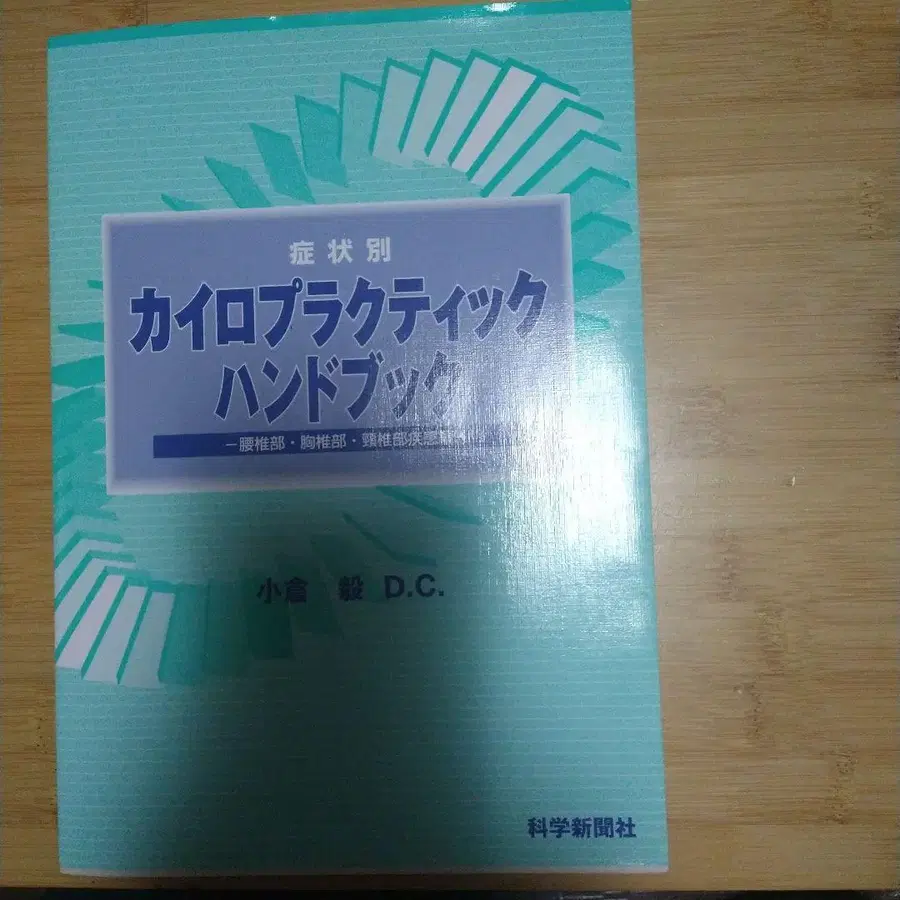 症状別
カイロプラクティック
ハンドブック
－腰椎部・胸椎部・頸椎部疾患
小倉 毅 D.C.
科学新聞社